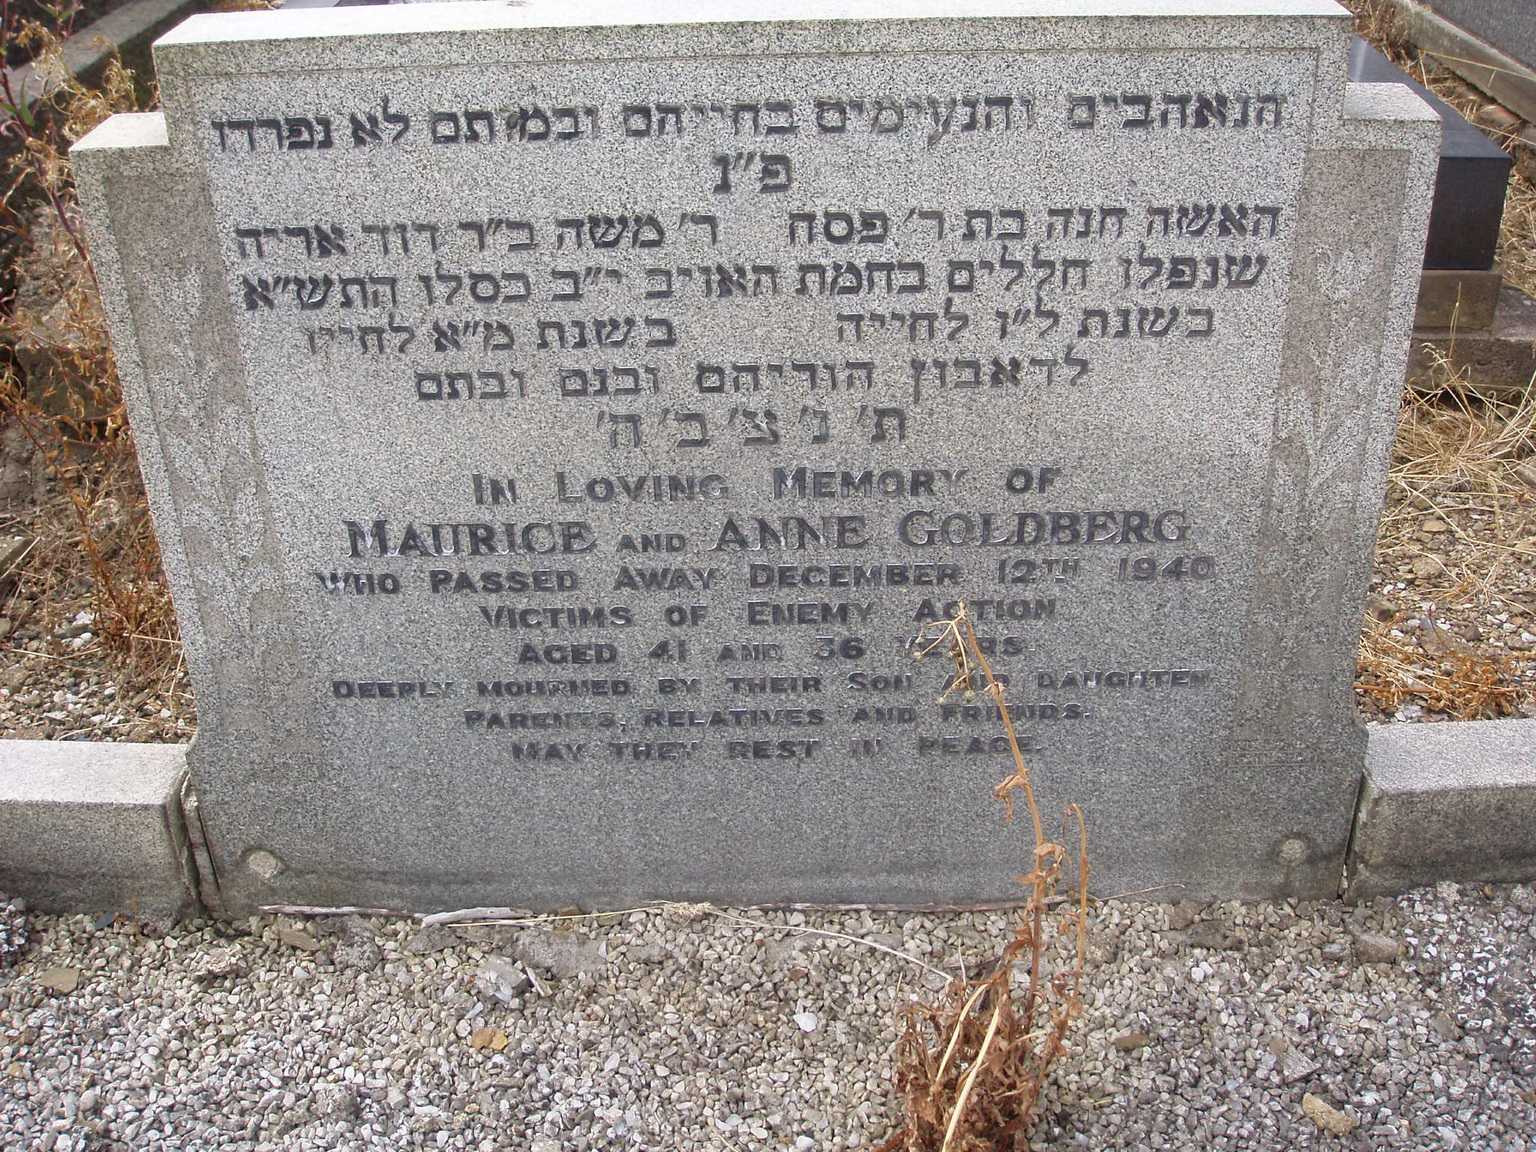 הנאהבים והנעימים בחייהם ובמותם לא נפרדו
פ״נ
האשה חנה בת ר׳ פסח ר׳ משה ב״ר דוד אריה
שנפלו חללים בחמת האויב י״ב כסלו התש״א
בשנת ל״ו לחייה בשנת מ״א לחייו
לדאבון הוריהם ובנם ובתם
ת׳ נ׳ צ׳ ב׳ ה׳
IN LOVING MEMORY OF
MAURICE AND ANNE GOLDBERG
WHO PASSED AWAY DECEMBER 12TH 1940
VICTIMS OF ENEMY ACTION
AGED 41 AND 36 YEARS
DEEPLY MOURNED BY THEIR SON AND DAUGHTER
PARENTS, RELATIVES AND FRIENDS.
MAY THEY REST IN PEACE.